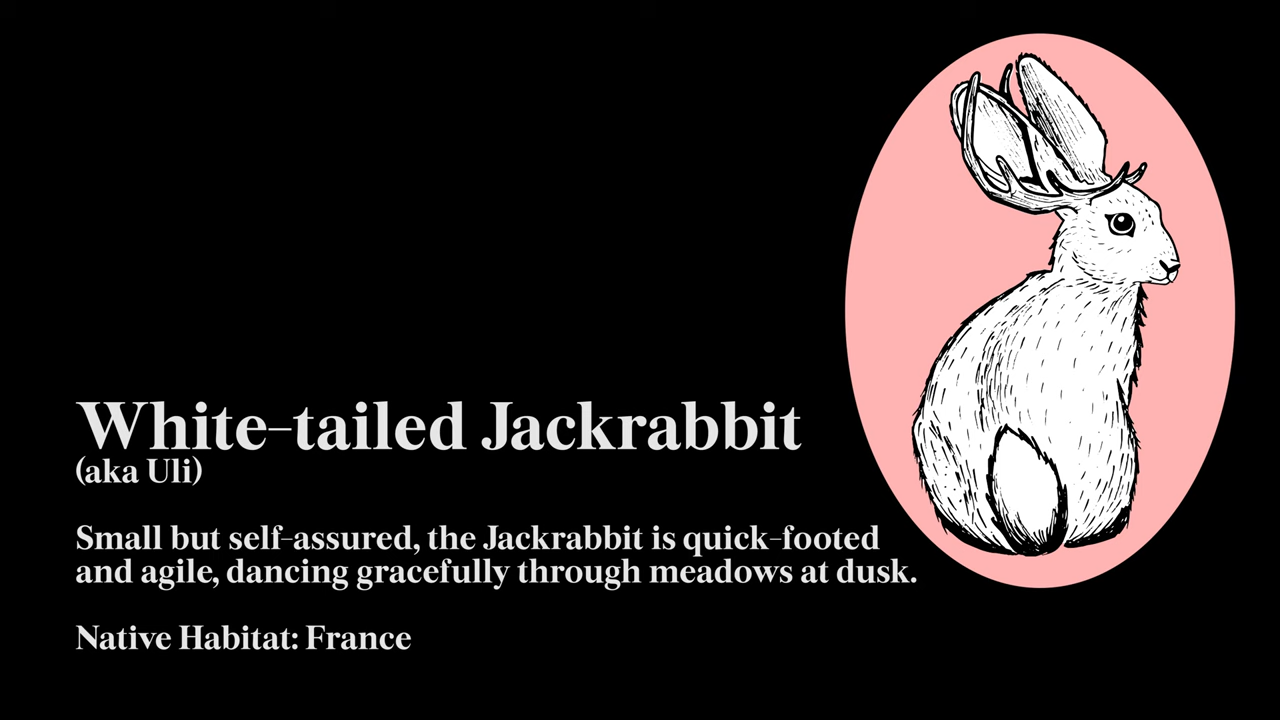 White-tailed Jackrabbit
(aka Uli)
Small but self-assured, the Jackrabbit is quick-footed
and agile, dancing gracefully through meadows at dusk.
Native Habitat: France